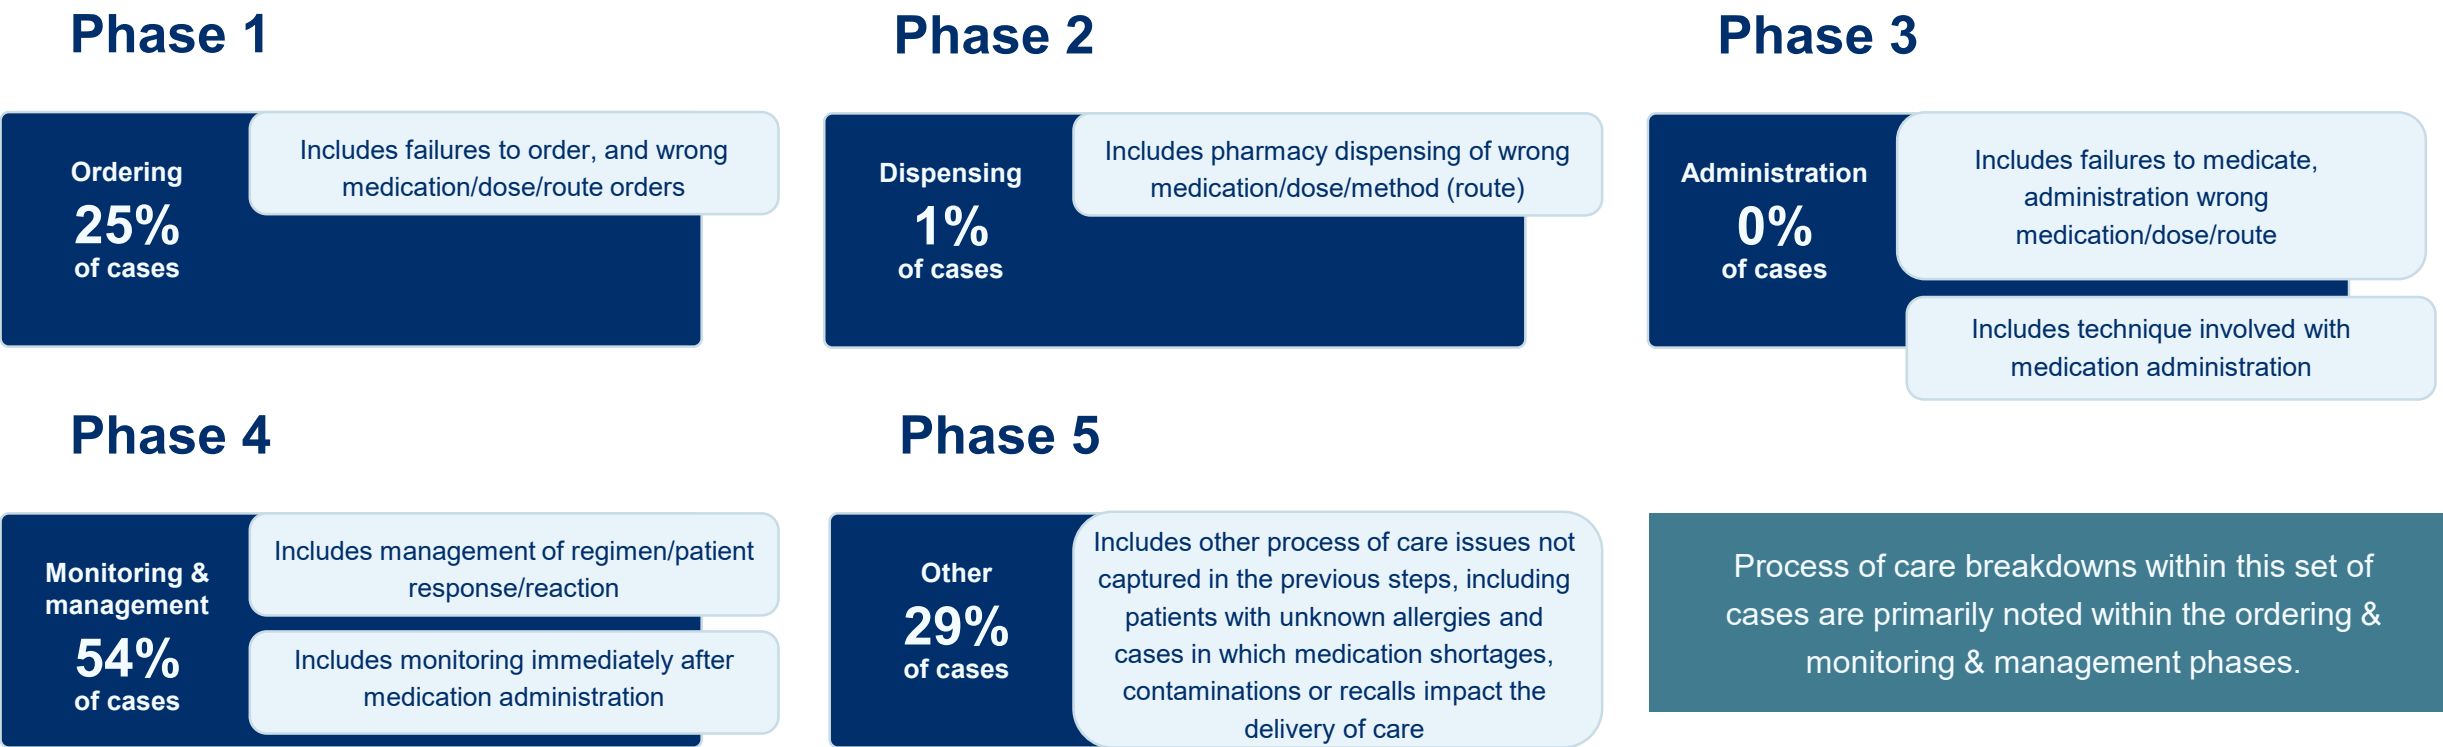 Phase 1
Ordering
25%
of cases
Includes failures to order, and wrong
medication/dose/route orders
Phase 2
Dispensing
1%
of cases
Includes pharmacy dispensing of wrong
medication/dose/method (route)
Phase 3
Administration
0%
of cases
Includes failures to medicate,
administration wrong
medication/dose/route
Includes technique involved with
medication administration
Phase 4
Monitoring &
management
54%
of cases
Includes management of regimen/patient
response/reaction
Includes monitoring immediately after
medication administration
Phase 5
Other
29%
of cases
Includes other process of care issues not
captured in the previous steps, including
patients with unknown allergies and
cases in which medication shortages,
contaminations or recalls impact the
delivery of care
Process of care breakdowns within this set of
cases are primarily noted within the ordering &
monitoring & management phases.